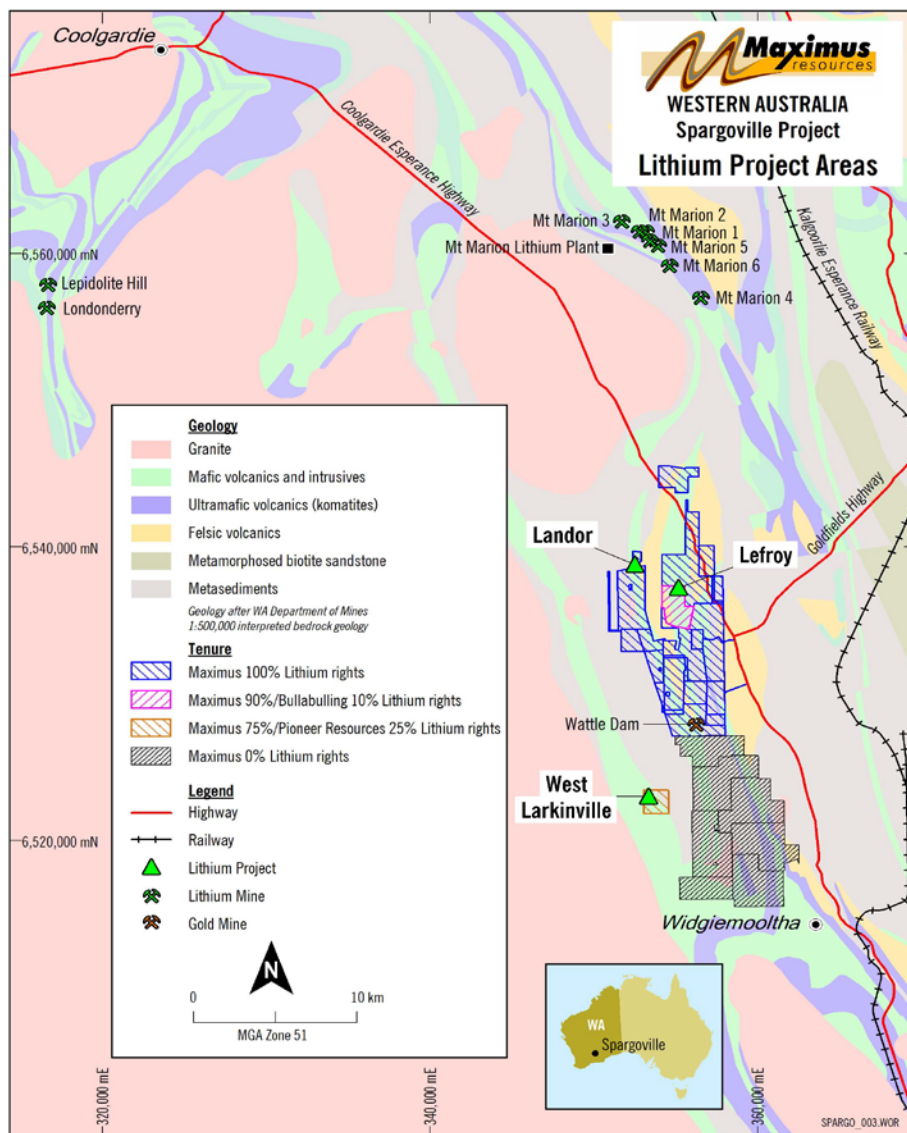 Coolgardie
Maximus
resources
WESTERN AUSTRALIA
Spargoville Project
Lithium Project Areas
Coolgardie Esperance Highway
Kalgoorlie Esperance Railway
Mt Marion 3
Mt Marion 2
Mt Marion 1
Mt Marion Lithium Plant
Mt Marion 5
Mt Marion 6
Mt Marion 4
6,560,000 mN
Lepidolite Hill
Londonderry
Geology
Granite
Mafic volcanics and intrusives
Ultramafic volcanics (komatites)
Felsic volcanics
Metamorphosed biotite sandstone
Metasediments
Geology after WA Department of Mines
1:500,000 interpreted bedrock geology
Tenure
Maximus 100% Lithium rights
Maximus 90%/Bullabulling 10% Lithium rights
Maximus 75%/Pioneer Resources 25% Lithium rights
Maximus 0% Lithium rights
Legend
Highway
Railway
Lithium Project
Lithium Mine
Gold Mine
N
0 10 km
MGA Zone 51
6,540,000 mN
6,520,000 mN
Landor
Lefroy
Goldfields Highway
Wattle Dam
West
Larkinville
Widgiemooltha
WA
Spargoville
320,000 mE
340,000 mE
360,000 mE
SPARGO_003.WOR